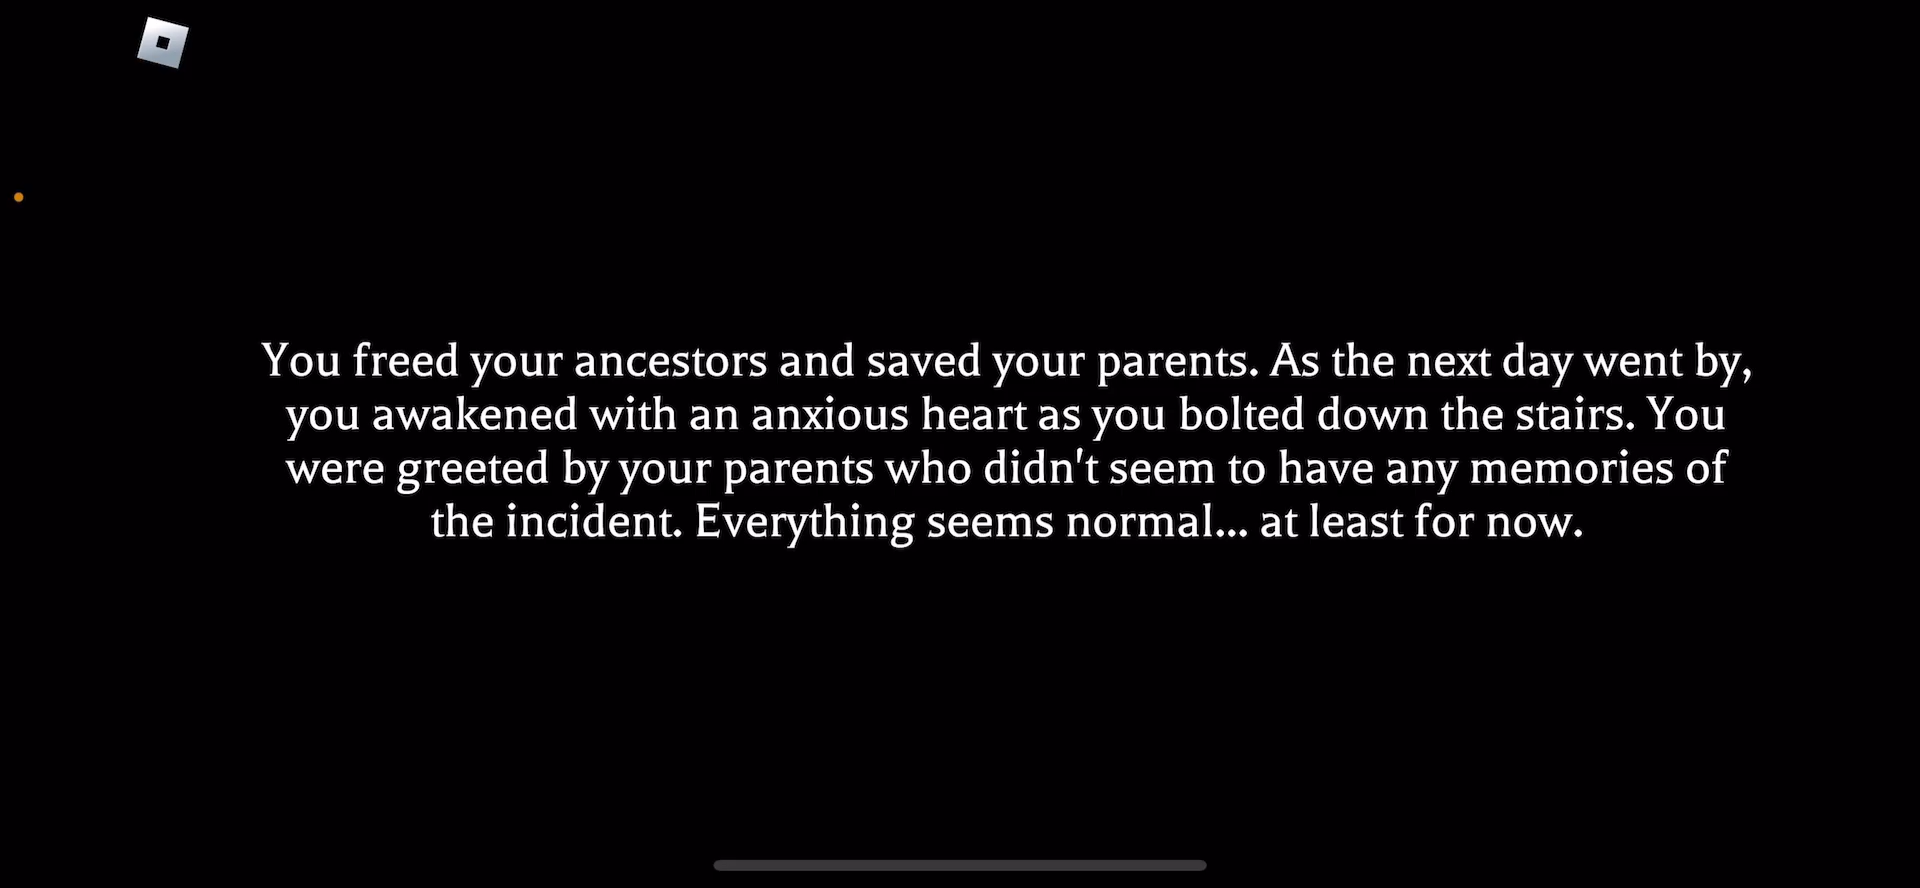 You freed your ancestors and saved your parents. As the next day went by,
you awakened with an anxious heart as you bolted down the stairs. You
were greeted by your parents who didn't seem to have any memories of
the incident. Everything seems normal... at least for now.